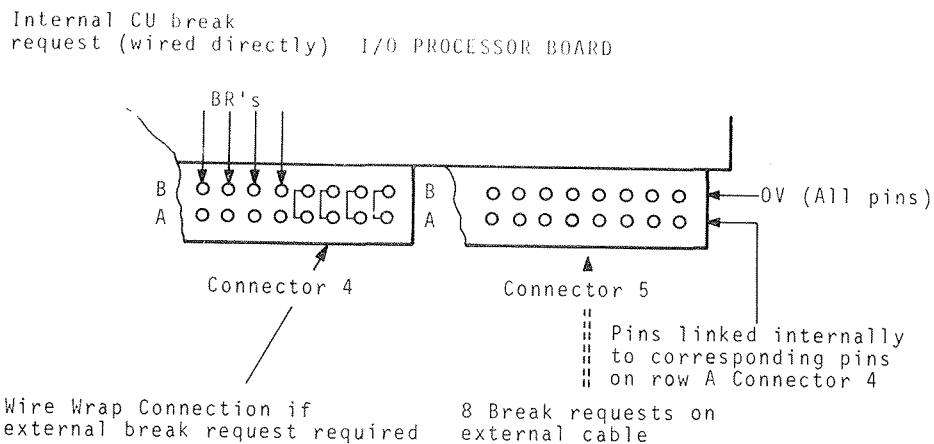 Internal CU break
request (wired directly) I/O PROCESSOR BOARD
BR's
B
A
B
A
0V (All pins)
Connector 4
Connector 5
Pins linked internally
to corresponding pins
on row A Connector 4
Wire Wrap Connection if
external break request required
8 Break requests on
external cable